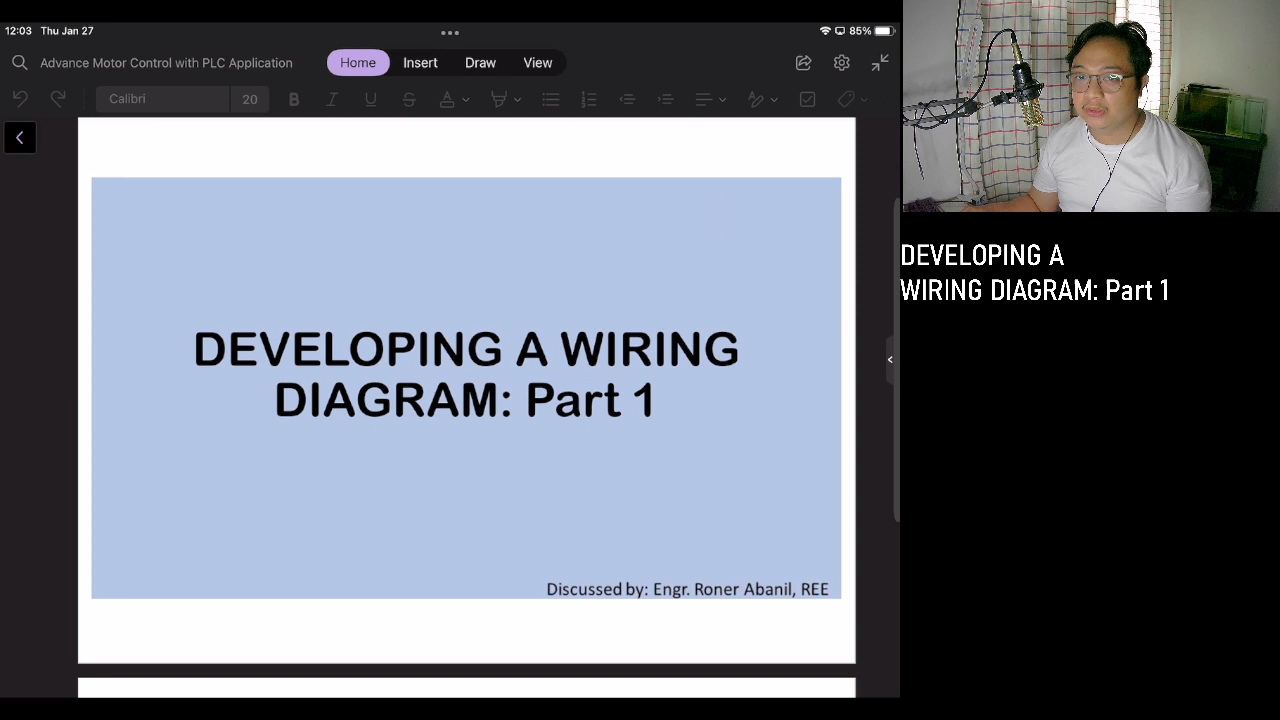 12:03 Thu Jan 27
85%
Advance Motor Control with PLC Application
Home Insert Draw View
Calibri 20 B I U S A
DEVELOPING A WIRING
DIAGRAM: Part 1
Discussed by: Engr. Roner Abanil, REE
DEVELOPING A
WIRING DIAGRAM: Part 1